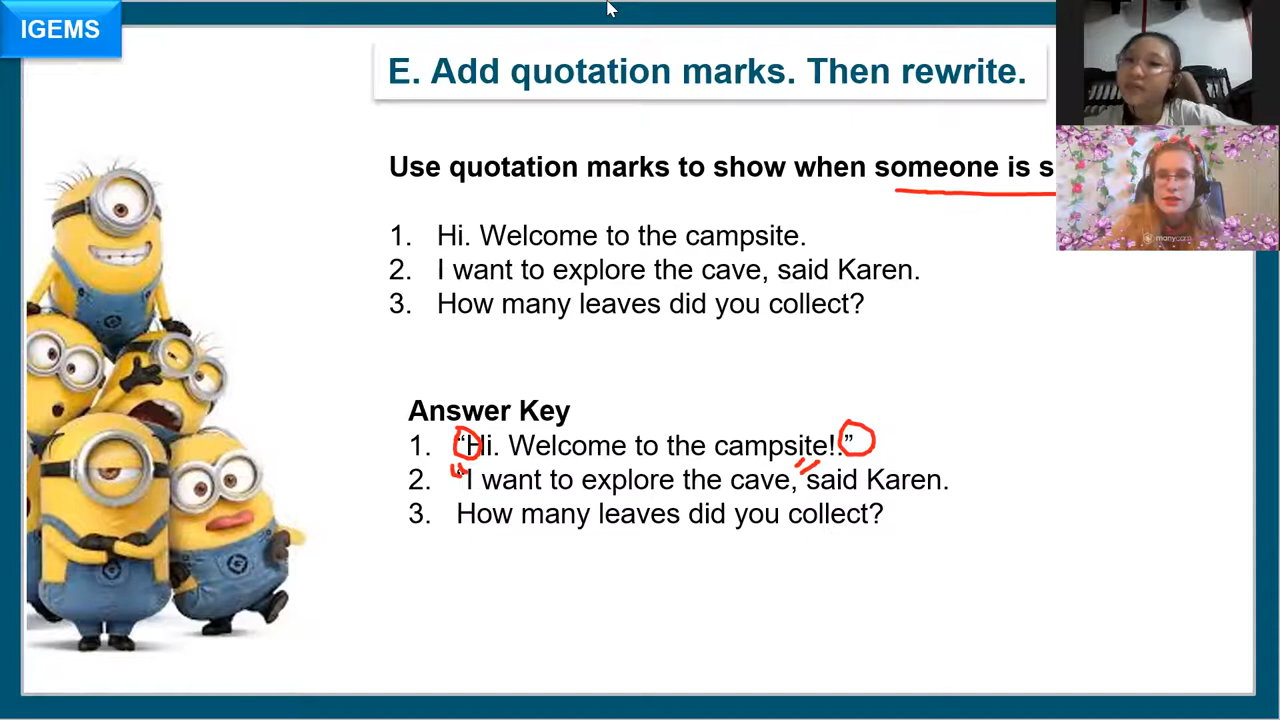 IGEMS
E. Add quotation marks. Then rewrite.
Use quotation marks to show when someone is s
1. Hi. Welcome to the campsite.
2. I want to explore the cave, said Karen.
3. How many leaves did you collect?
Answer Key
1. “Hi. Welcome to the campsite!.”
2. “I want to explore the cave,” said Karen.
3. How many leaves did you collect?
manycam